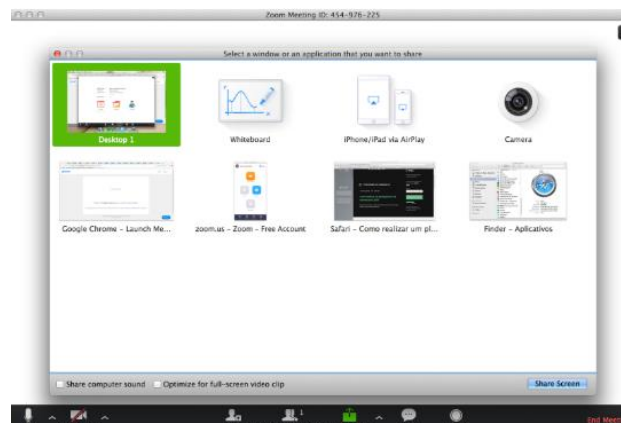 Zoom Meeting ID: 454-976-225
Select a window or an application that you want to share
Desktop 1
Whiteboard
iPhone/iPad via AirPlay
Camera
Google Chrome - Launch Me...
zoom.us - Zoom - Free Account
Safari - Como realizar um pl...
Finder - Aplicativos
Share computer sound
Optimize for full-screen video clip
Share Screen
1
End Meet